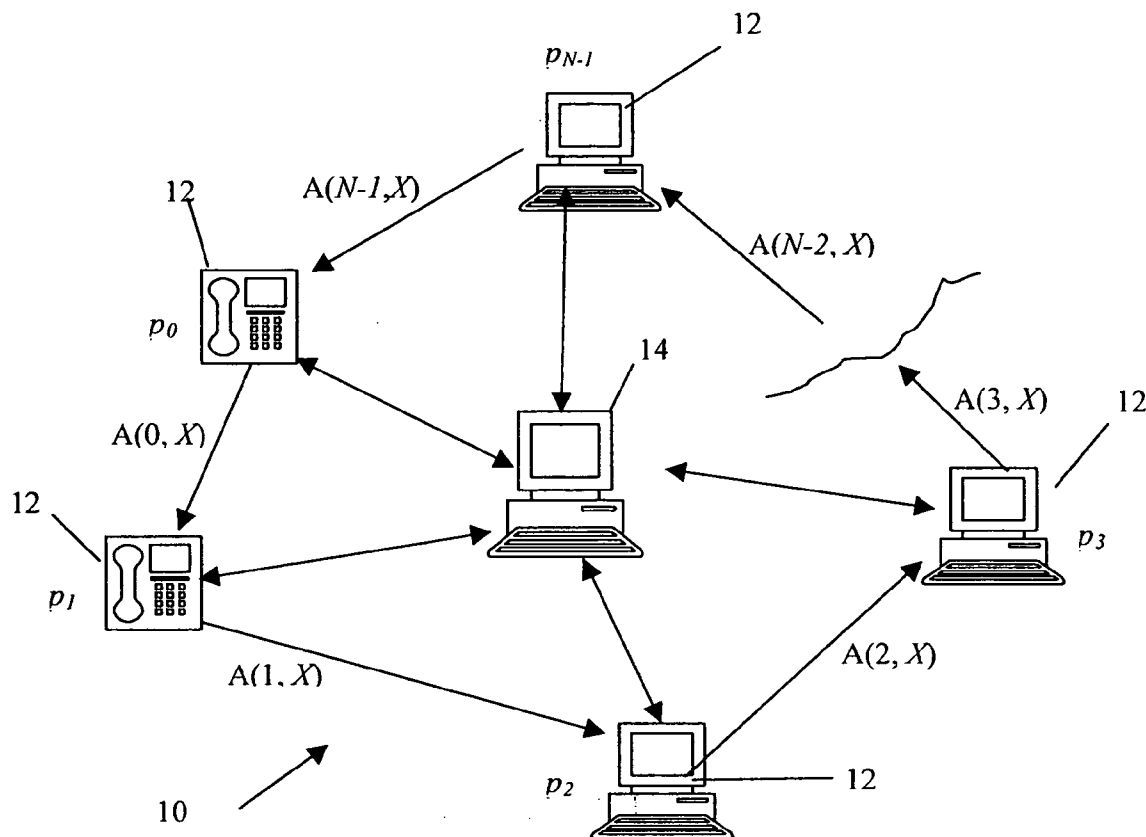 12
p_{N-1}
12
A(N-1,X)
A(N-2, X)
p_0
14
A(0, X)
A(3, X)
12
12
p_3
p_1
A(1, X)
A(2, X)
p_2
12
10